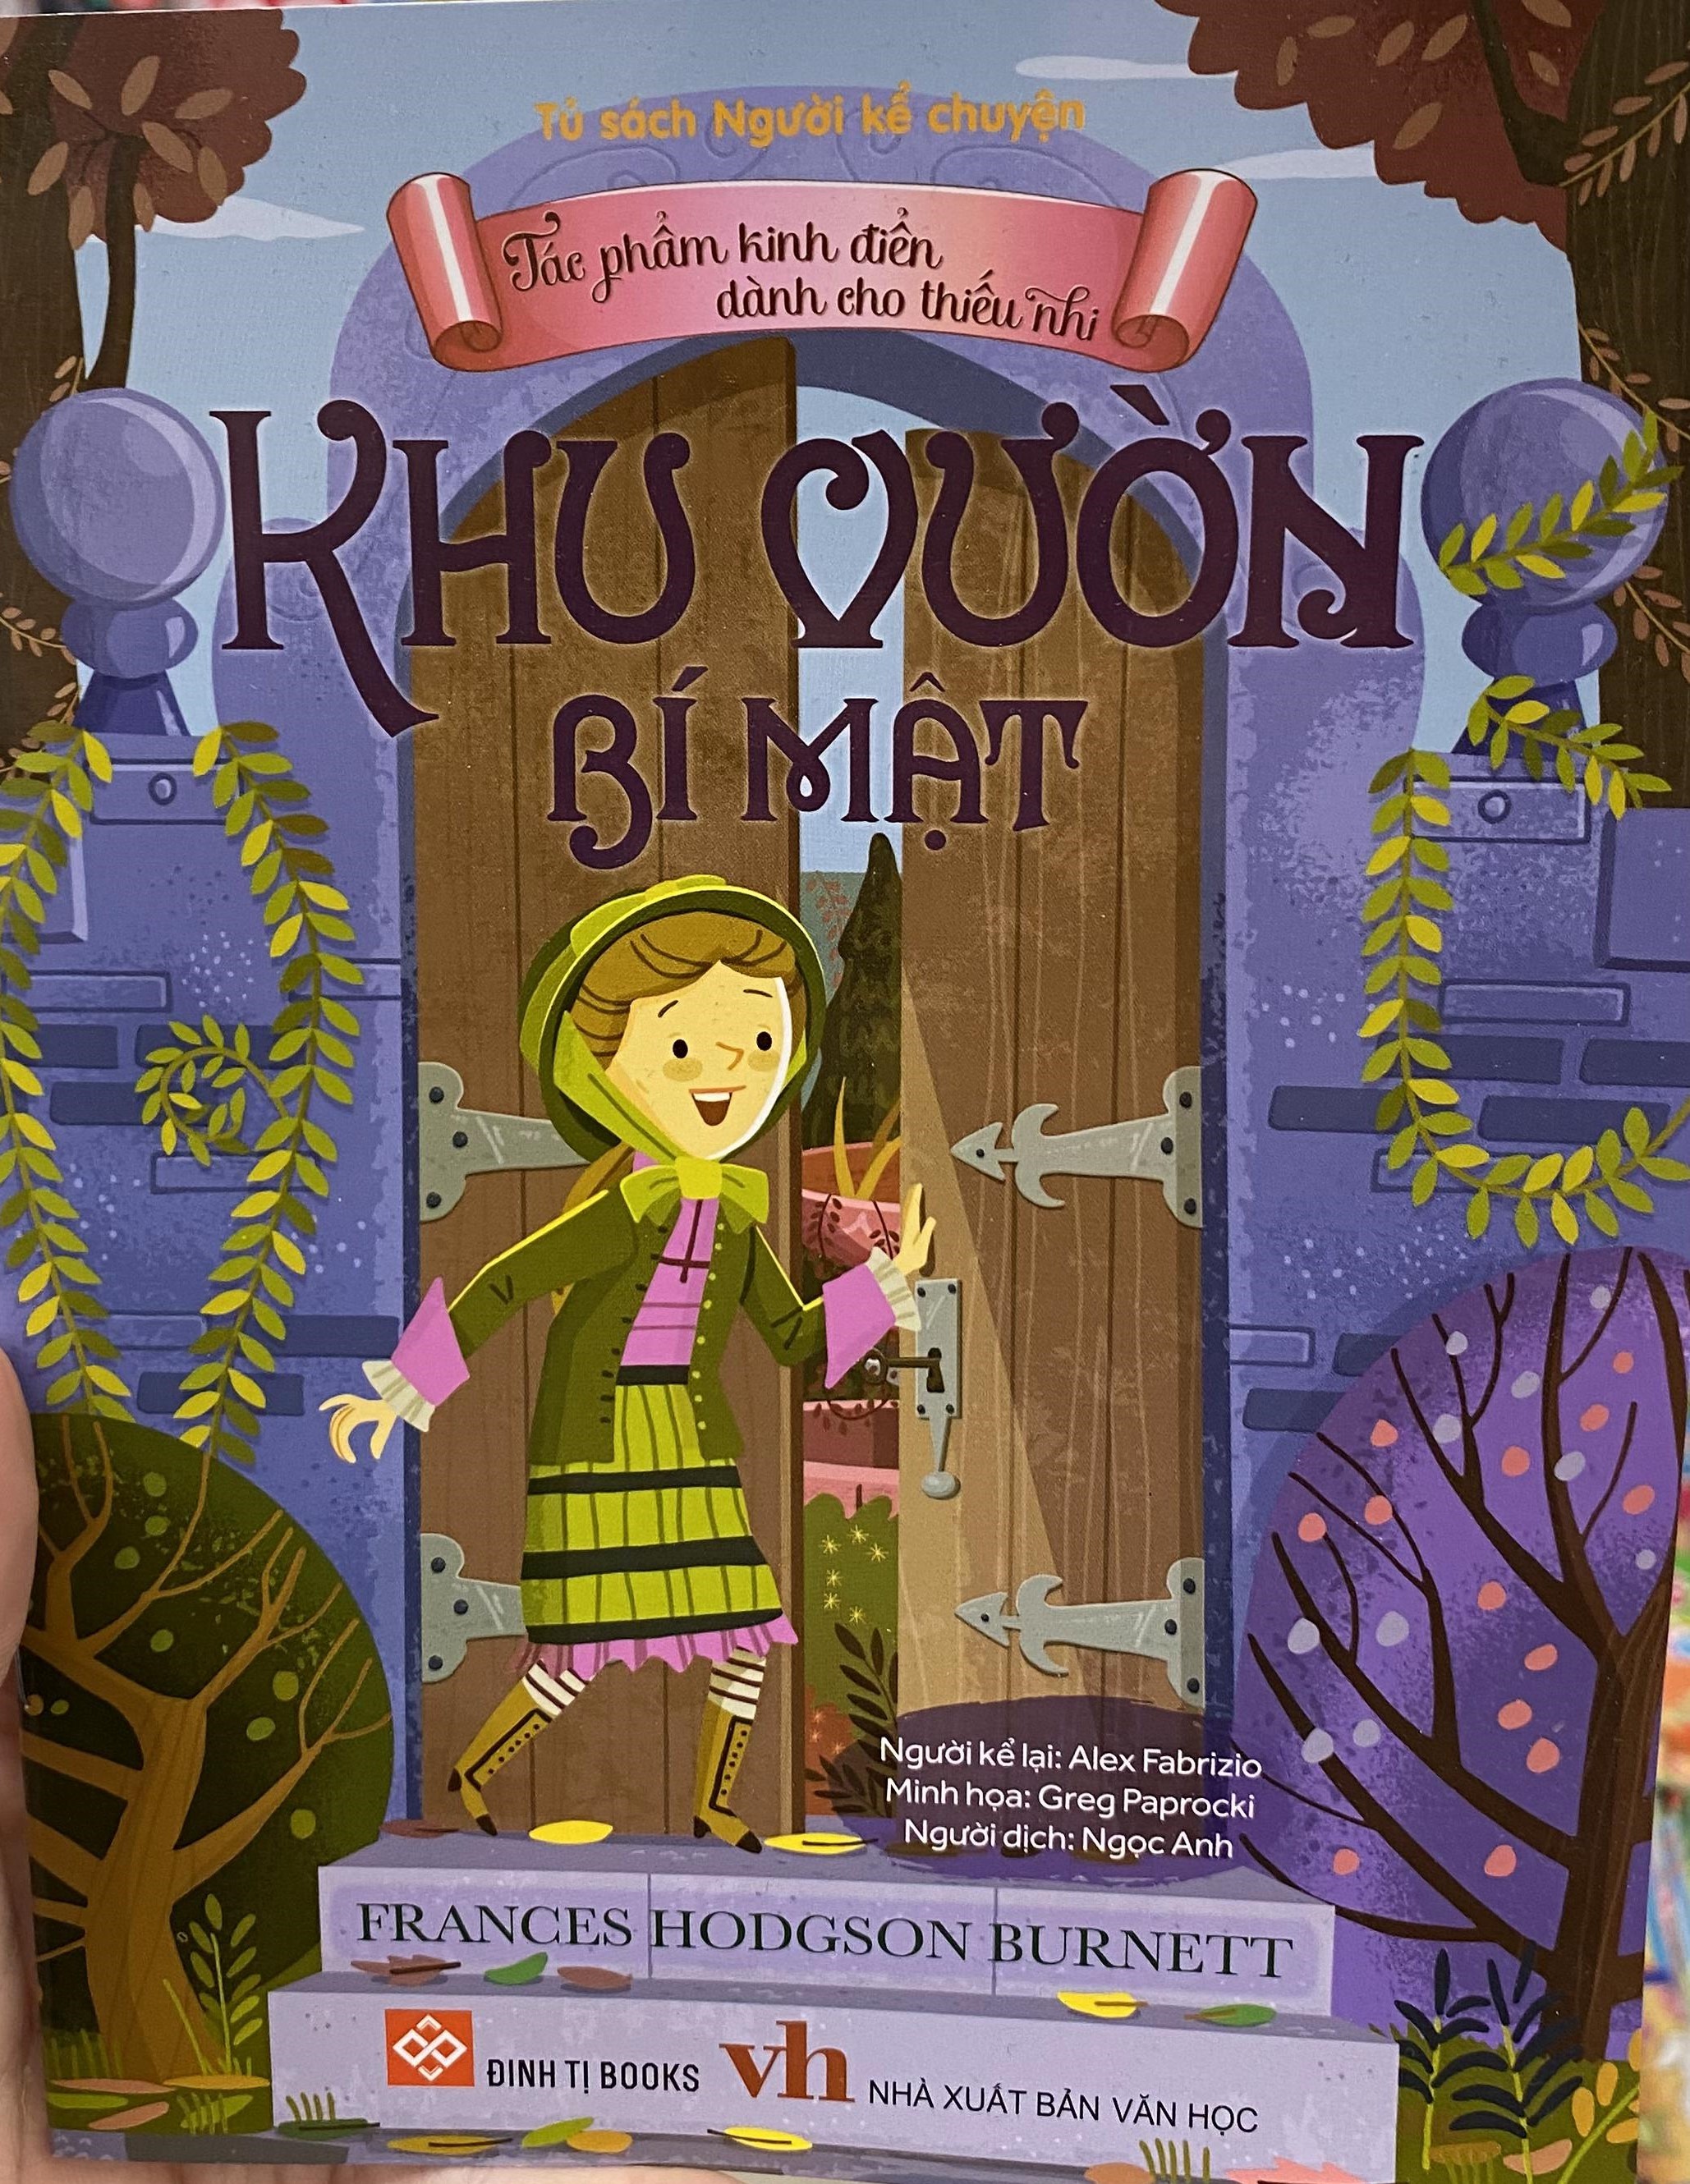 Tủ sách Người kể chuyện
Tác phẩm kinh điển
dành cho thiếu nhi
KHU VƯỜN
BÍ MẬT
Người kể lại: Alex Fabrizio
Minh họa: Greg Paprocki
Người dịch: Ngọc Anh
FRANCES HODGSON BURNETT
ĐINH TỊ BOOKS
vh NHÀ XUẤT BẢN VĂN HỌC